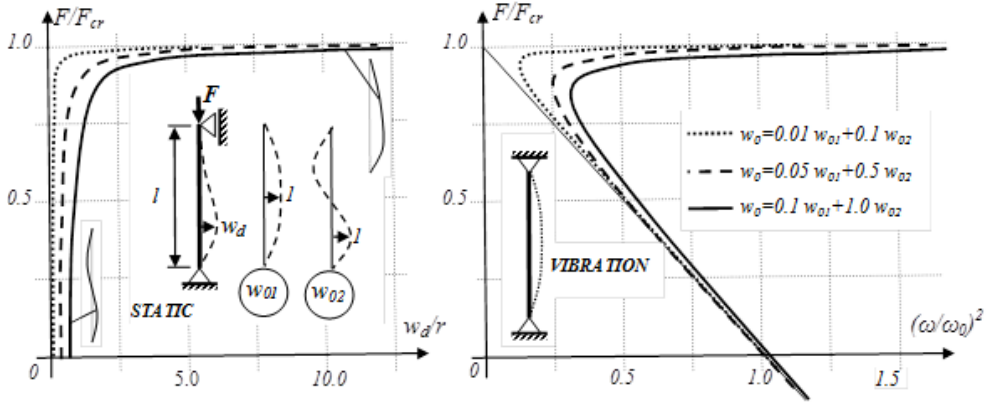 F/Fcr
1.0
0.5
0
5.0
10.0
wd/r
F
l
wd
1
1
w01
w02
STATIC
F/Fcr
1.0
0.5
0
0.5
1.0
1.5
(ω/ω0)²
w0=0.01 w01+0.1 w02
w0=0.05 w01+0.5 w02
w0=0.1 w01+1.0 w02
VIBRATION